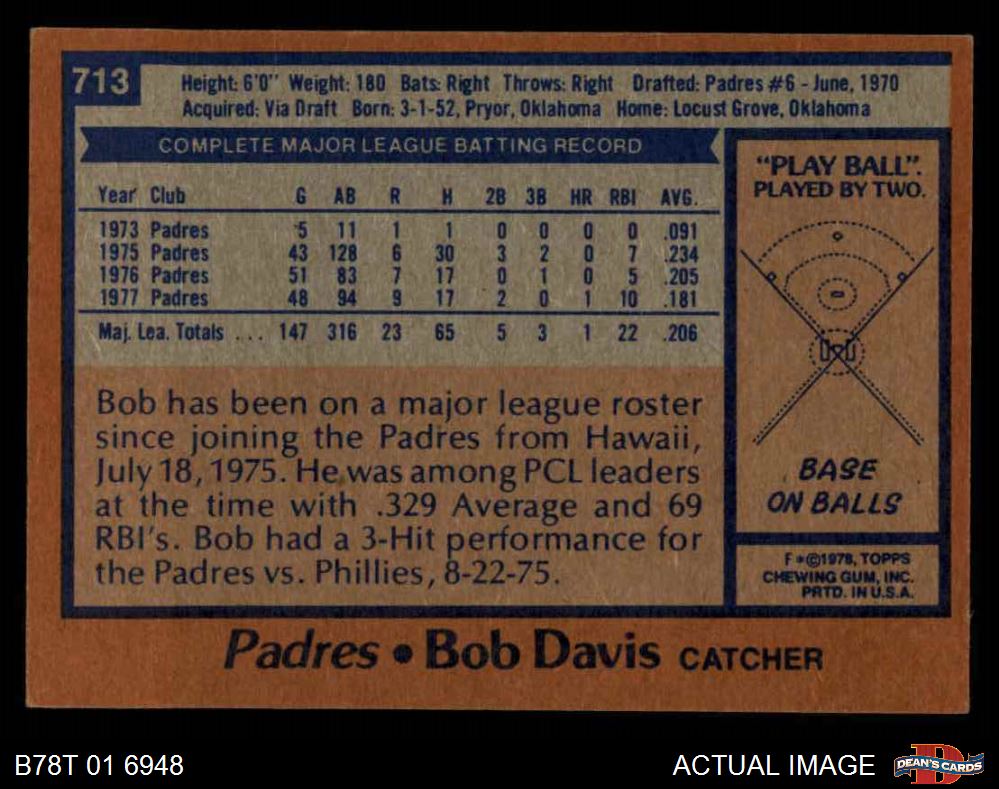 713
Height: 6'0" Weight: 180 Bats: Right Throws: Right Drafted: Padres #6 - June, 1970
Acquired: Via Draft Born: 3-1-52, Pryor, Oklahoma Home: Locust Grove, Oklahoma
COMPLETE MAJOR LEAGUE BATTING RECORD
Year Club G AB R H 2B 3B HR RBI AVG.
1973 Padres 5 11 1 1 0 0 0 0 .091
1975 Padres 43 128 6 30 3 2 0 7 .234
1976 Padres 51 83 7 17 0 1 0 5 .205
1977 Padres 48 94 9 17 2 0 1 10 .181
Maj. Lea. Totals ... 147 316 23 65 5 3 1 22 .206
Bob has been on a major league roster
since joining the Padres from Hawaii,
July 18, 1975. He was among PCL leaders
at the time with .329 Average and 69
RBI's. Bob had a 3-Hit performance for
the Padres vs. Phillies, 8-22-75.
"PLAY BALL".
PLAYED BY TWO.
BASE
ON BALLS
F*©1978, TOPPS
CHEWING GUM, INC.
PRTD. IN U.S.A.
Padres • Bob Davis CATCHER
B78T 01 6948
ACTUAL IMAGE
DEAN'S CARDS